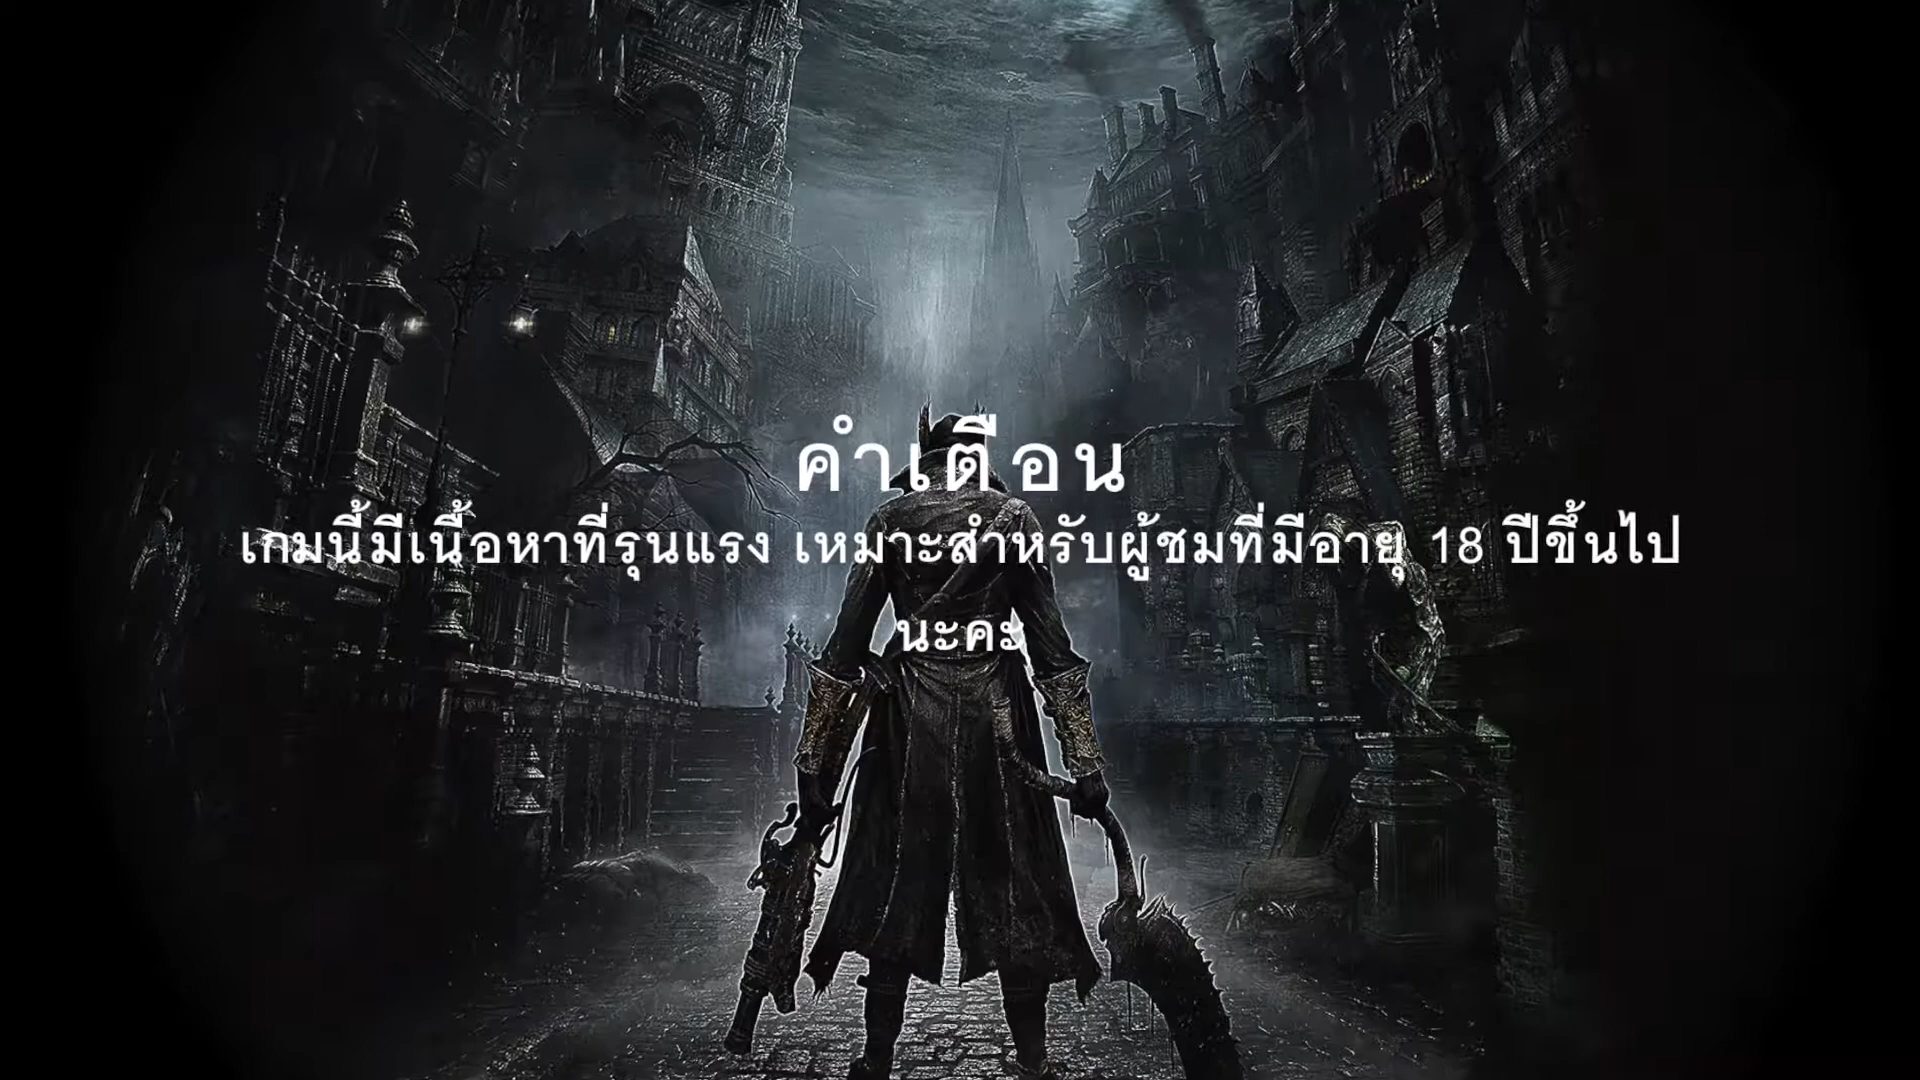 คำเตือน
เกมนี้มีเนื้อหาที่รุนแรง เหมาะสำหรับผู้ชมที่มีอายุ 18 ปีขึ้นไป
นะคะ